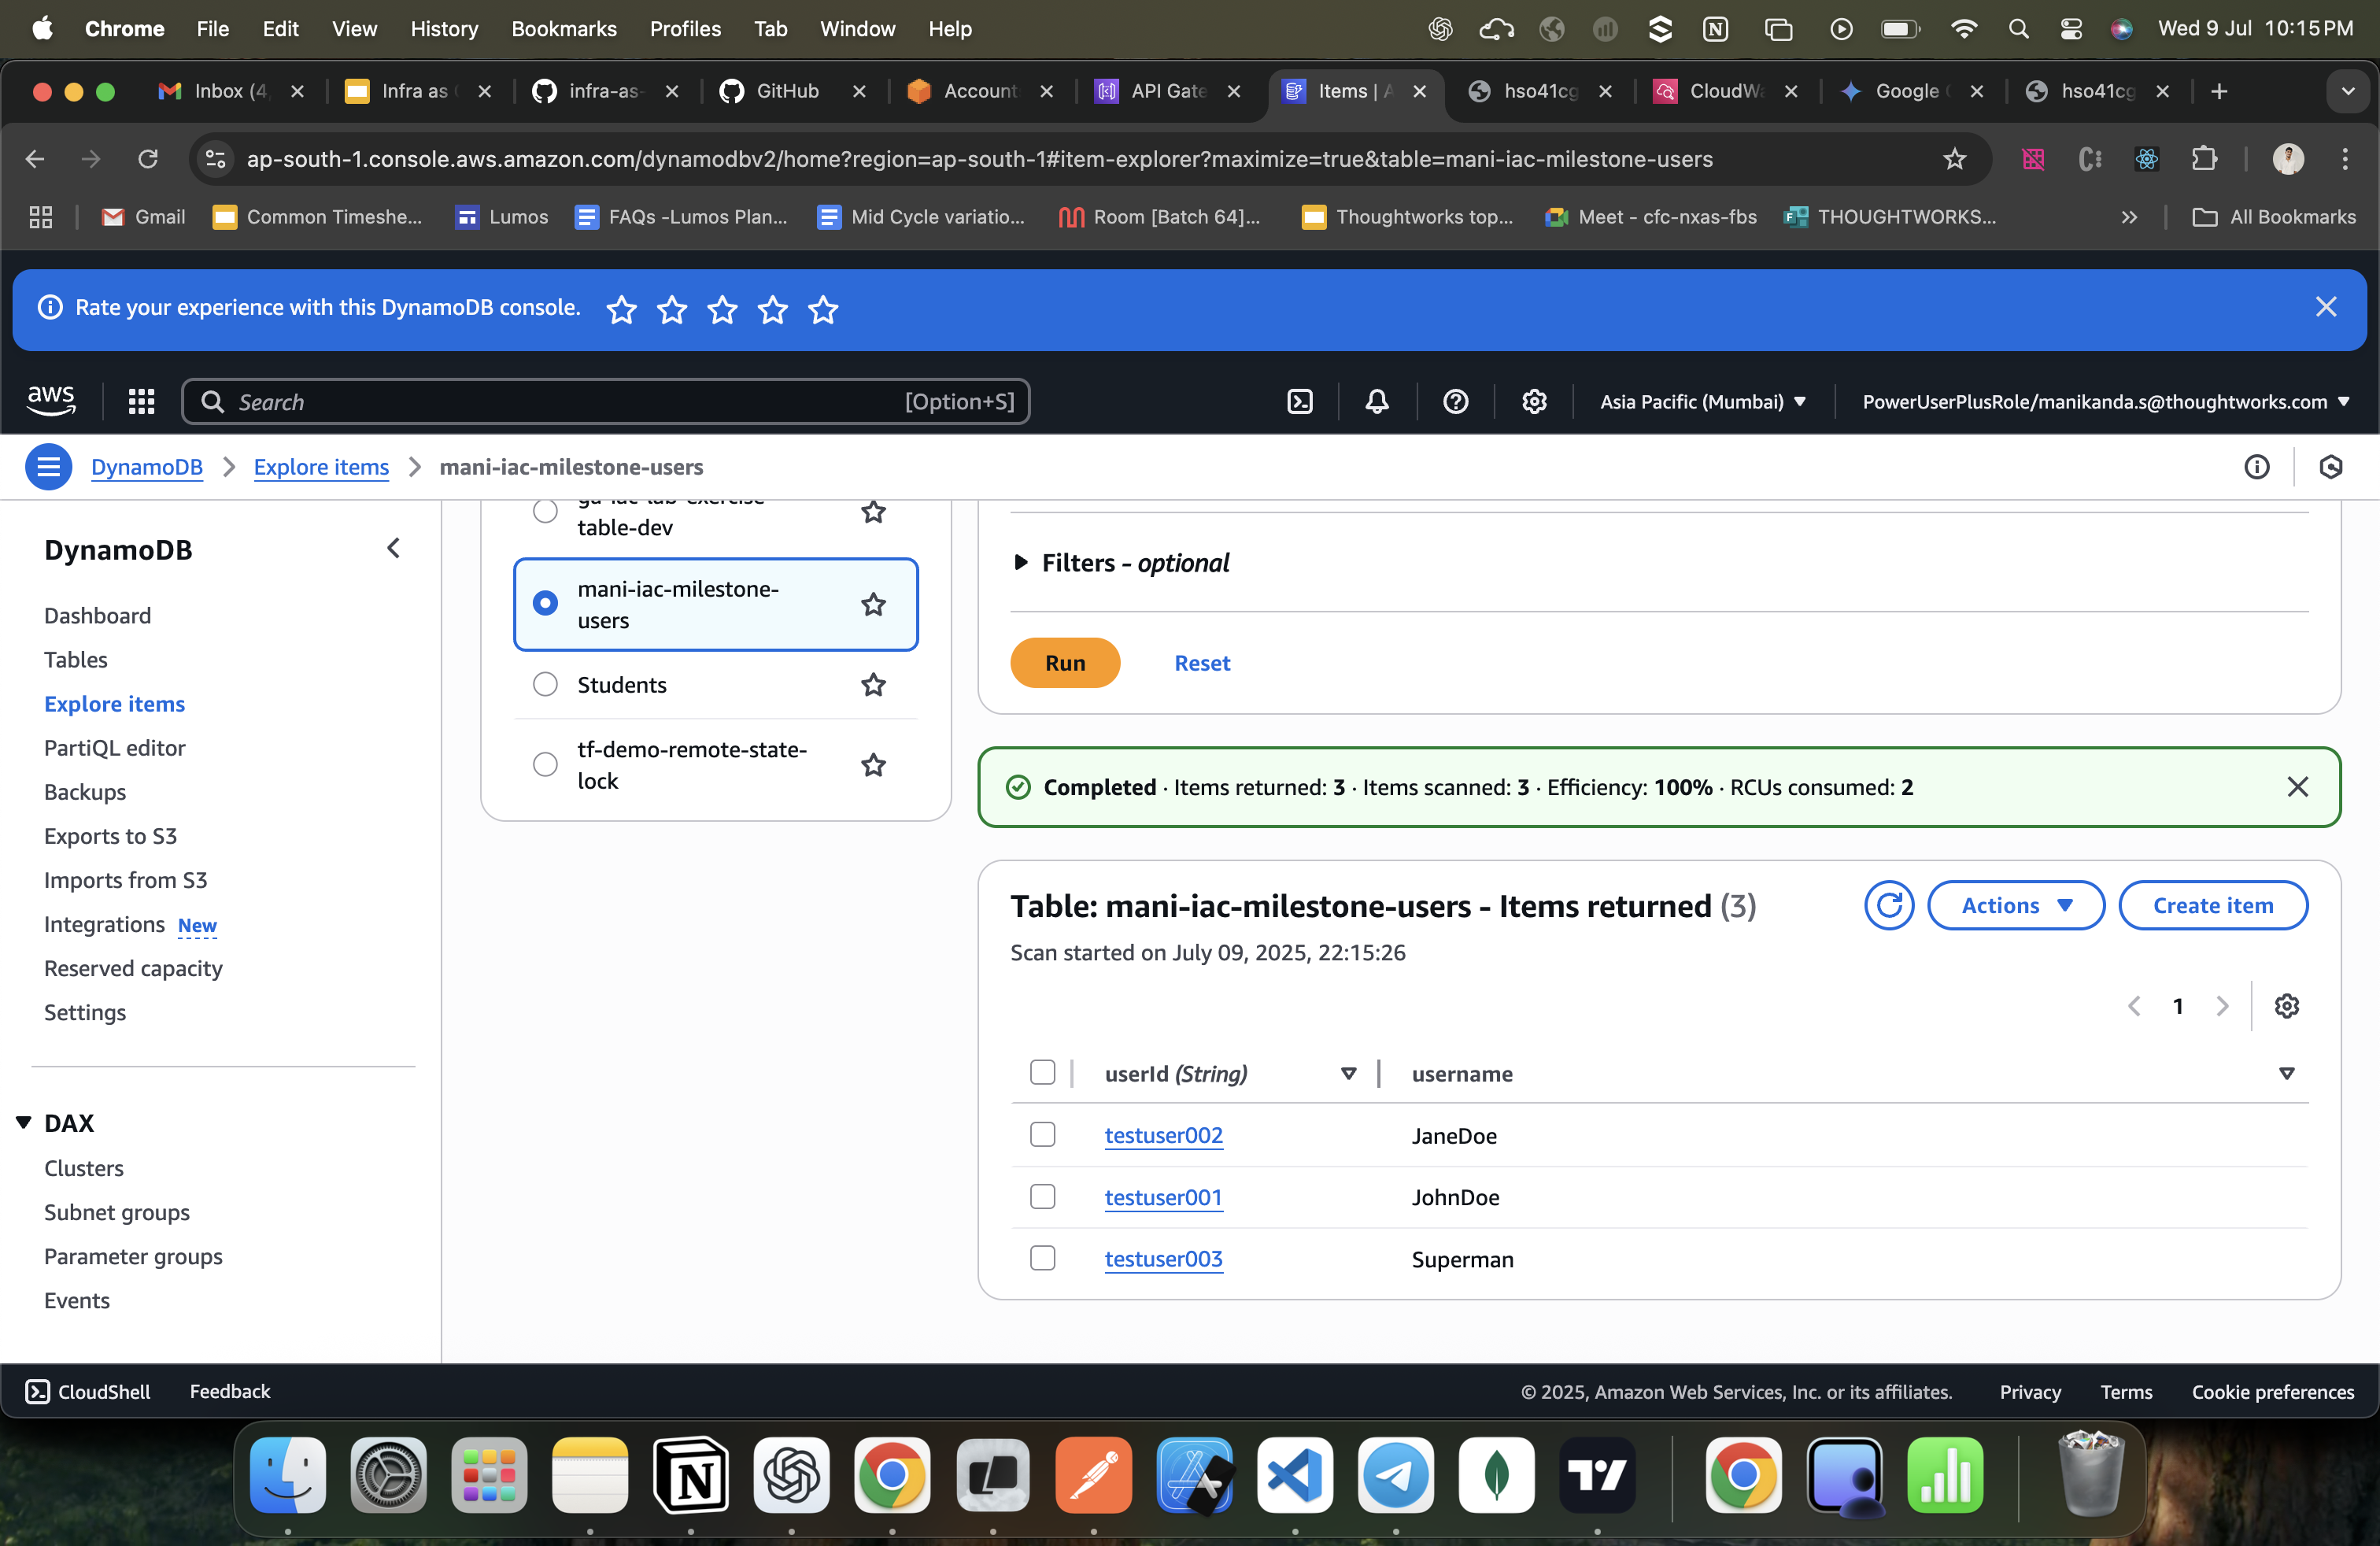 Chrome File Edit View History Bookmarks Profiles Tab Window Help Wed 9 Jul 10:15 PM
Inbox (4, Infra as infra-as- GitHub Account API Gate Items | A hso41cg CloudWa Google hso41cg
ap-south-1.console.aws.amazon.com/dynamodbv2/home?region=ap-south-1#item-explorer?maximize=true&table=mani-iac-milestone-users
Gmail Common Timeshe... Lumos FAQs -Lumos Plan... Mid Cycle variatio... Room [Batch 64]... Thoughtworks top... Meet - cfc-nxas-fbs THOUGHTWORKS... » All Bookmarks
Rate your experience with this DynamoDB console.
aws Search [Option+S] Asia Pacific (Mumbai) PowerUserPlusRole/manikanda.s@thoughtworks.com
DynamoDB Explore items mani-iac-milestone-users
DynamoDB
Dashboard
Tables
Explore items
PartiQL editor
Backups
Exports to S3
Imports from S3
Integrations New
Reserved capacity
Settings
DAX
Clusters
Subnet groups
Parameter groups
Events
table-dev
mani-iac-milestone-
users
Students
tf-demo-remote-state-
lock
Filters - optional
Run Reset
Completed · Items returned: 3 · Items scanned: 3 · Efficiency: 100% · RCUs consumed: 2
Table: mani-iac-milestone-users - Items returned (3)
Actions Create item
Scan started on July 09, 2025, 22:15:26
1
userId (String) username
testuser002 JaneDoe
testuser001 JohnDoe
testuser003 Superman
CloudShell Feedback © 2025, Amazon Web Services, Inc. or its affiliates. Privacy Terms Cookie preferences